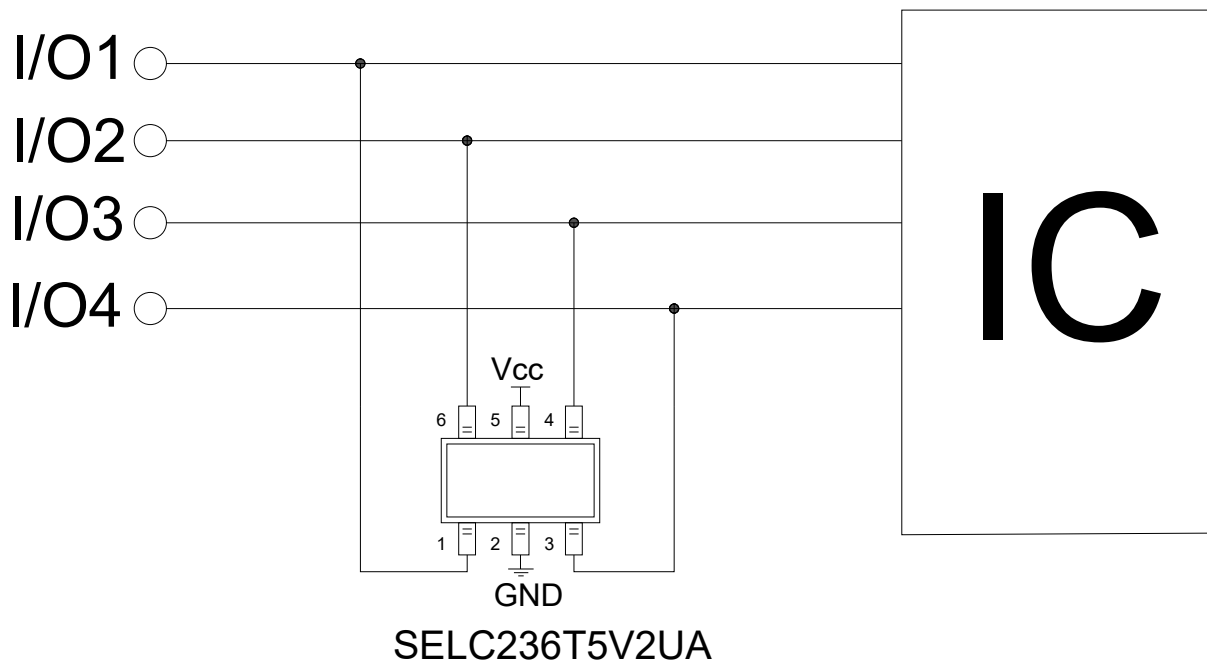 I/O1
I/O2
I/O3
I/O4
IC
Vcc
6 5 4
1 2 3
GND
SELC236T5V2UA